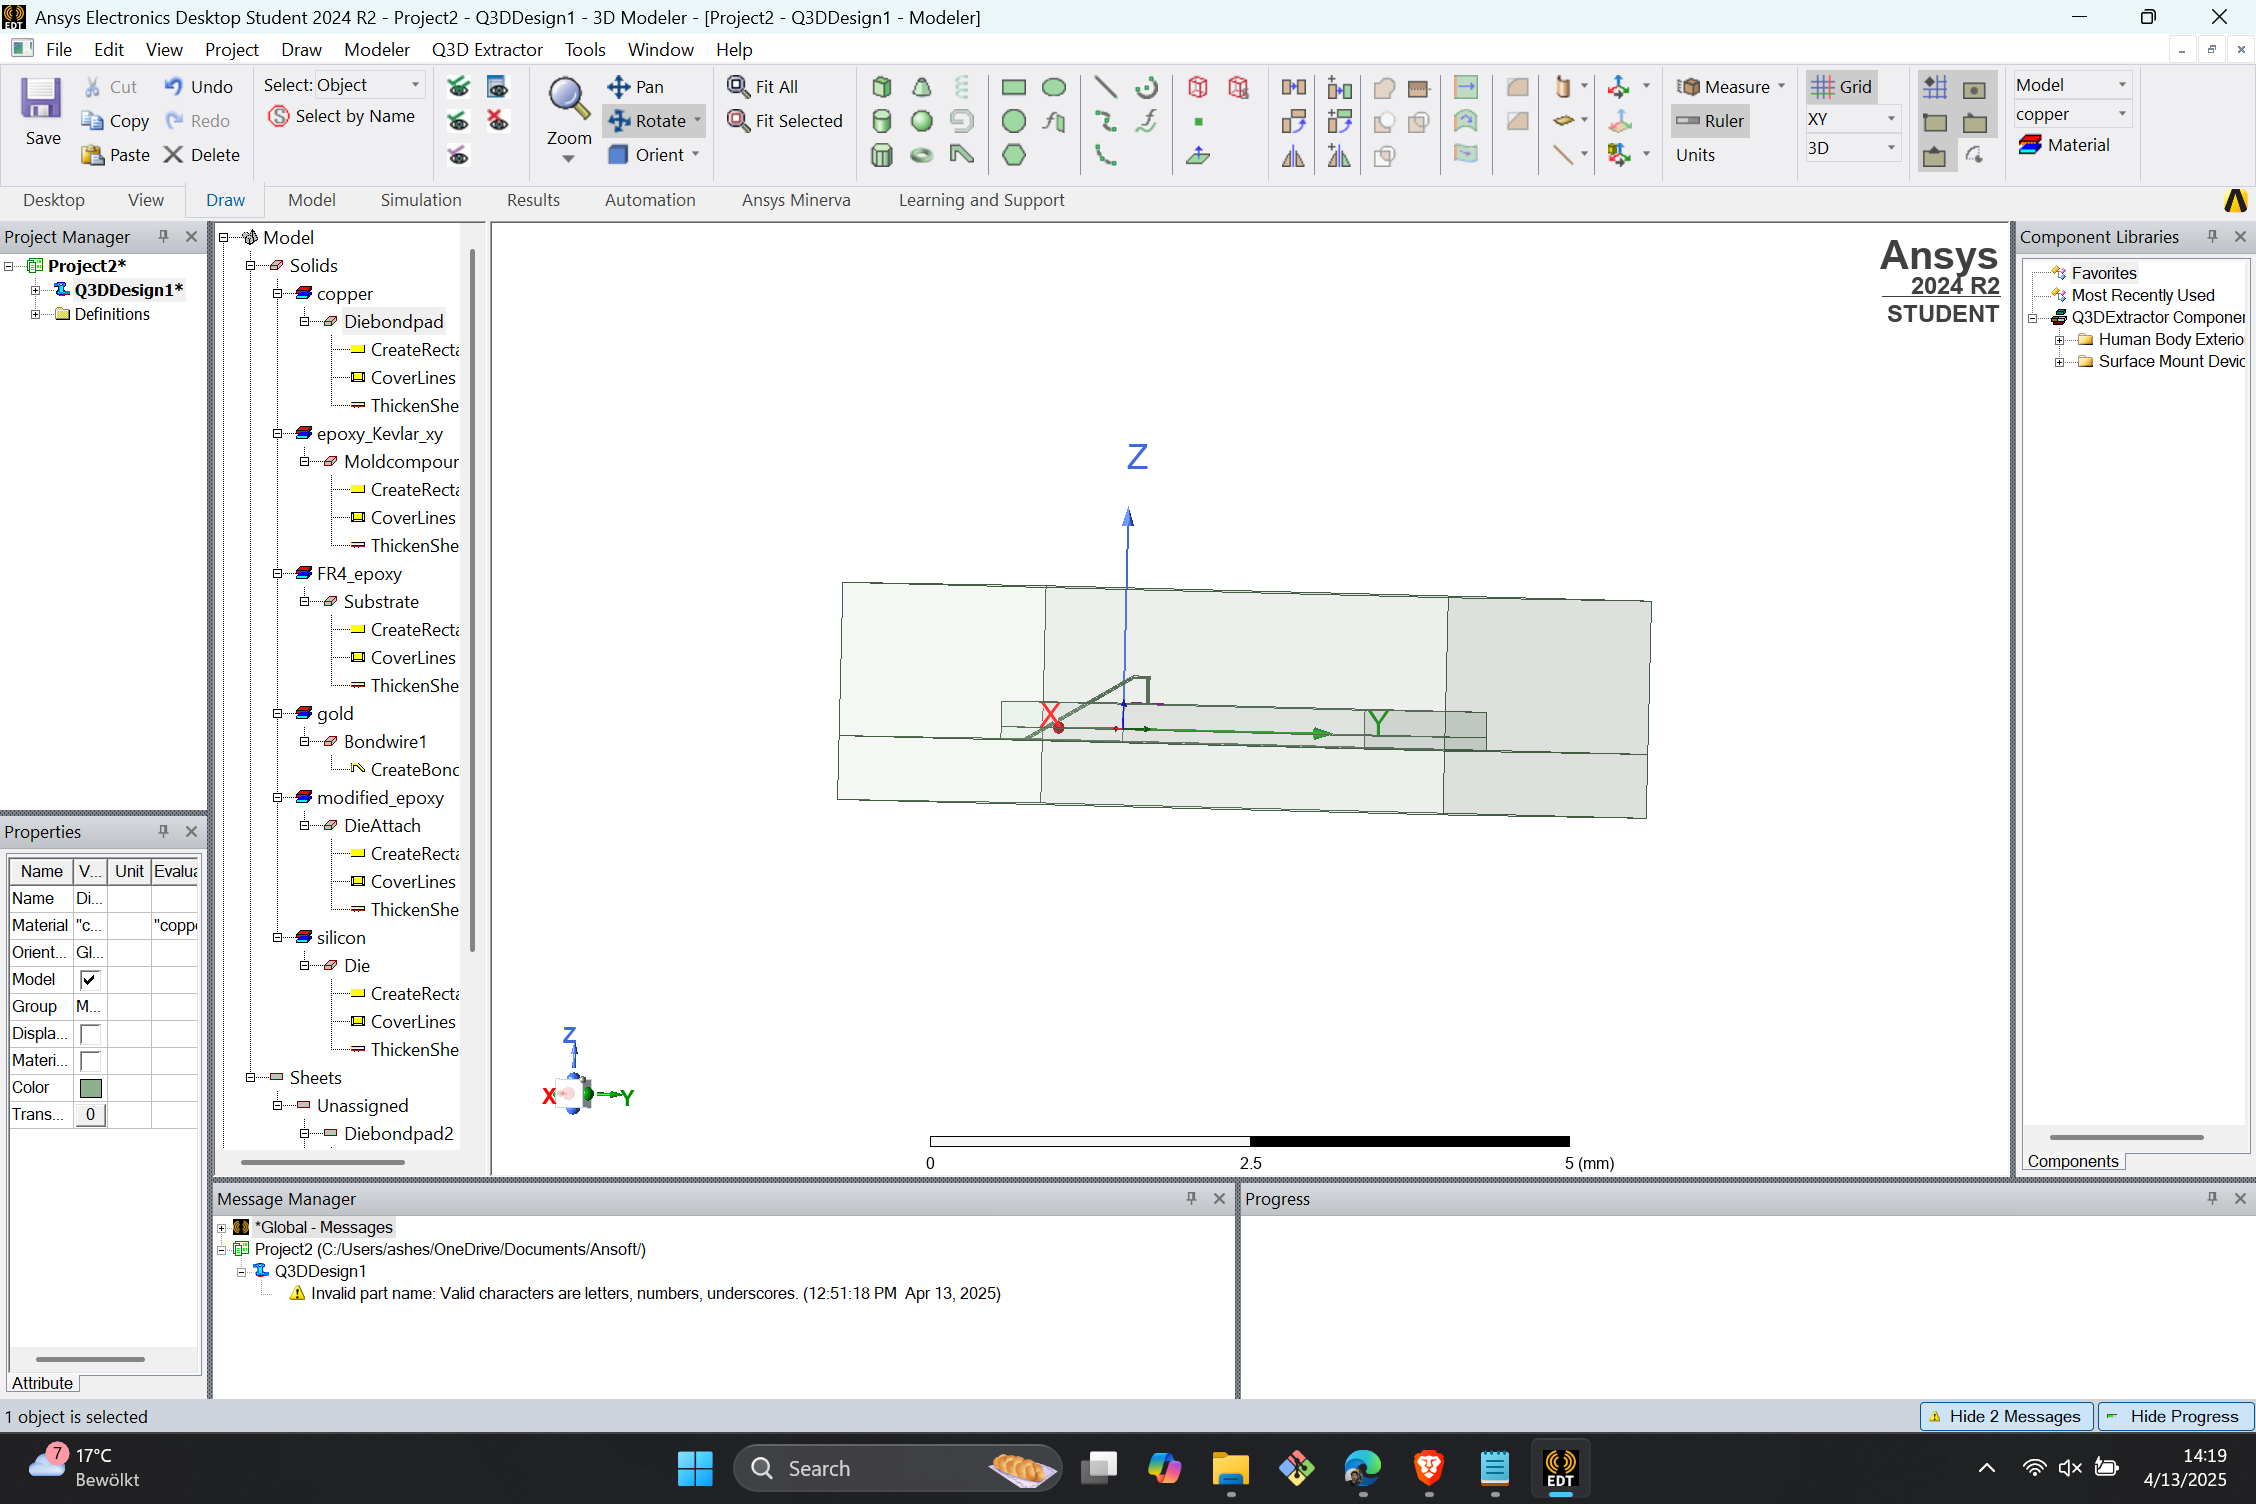 Ansys Electronics Desktop Student 2024 R2 - Project2 - Q3DDesign1 - 3D Modeler - [Project2 - Q3DDesign1 - Modeler]
File Edit View Project Draw Modeler Q3D Extractor Tools Window Help
Save
Cut
Copy
Paste
Undo
Redo
Delete
Select: Object
Select by Name
Zoom
Pan
Rotate
Orient
Fit All
Fit Selected
Measure
Ruler
Units
Grid
XY
3D
Model
copper
Material
Desktop View Draw Model Simulation Results Automation Ansys Minerva Learning and Support
Project Manager
Project2*
Q3DDesign1*
Definitions
Model
Solids
copper
Diebondpad
CreateRecta
CoverLines
ThickenShe
epoxy_Kevlar_xy
Moldcompour
CreateRecta
CoverLines
ThickenShe
FR4_epoxy
Substrate
CreateRecta
CoverLines
ThickenShe
gold
Bondwire1
CreateBonc
modified_epoxy
DieAttach
CreateRecta
CoverLines
ThickenShe
silicon
Die
CreateRecta
CoverLines
ThickenShe
Sheets
Unassigned
Diebondpad2
Properties
Name V... Unit Evalua
Name Di...
Material "c... "coppe
Orient... Gl...
Model
Group M...
Displa...
Materi...
Color
Trans... 0
Attribute
Ansys
2024 R2
STUDENT
Z
X
Y
Z
X
Y
0 2.5 5 (mm)
Component Libraries
Favorites
Most Recently Used
Q3DExtractor Componer
Human Body Exterio
Surface Mount Devic
Components
Message Manager
*Global - Messages
Project2 (C:/Users/ashes/OneDrive/Documents/Ansoft/)
Q3DDesign1
Invalid part name: Valid characters are letters, numbers, underscores. (12:51:18 PM Apr 13, 2025)
Progress
1 object is selected
Hide 2 Messages
Hide Progress
7
17°C
Bewölkt
Search
EDT
14:19
4/13/2025